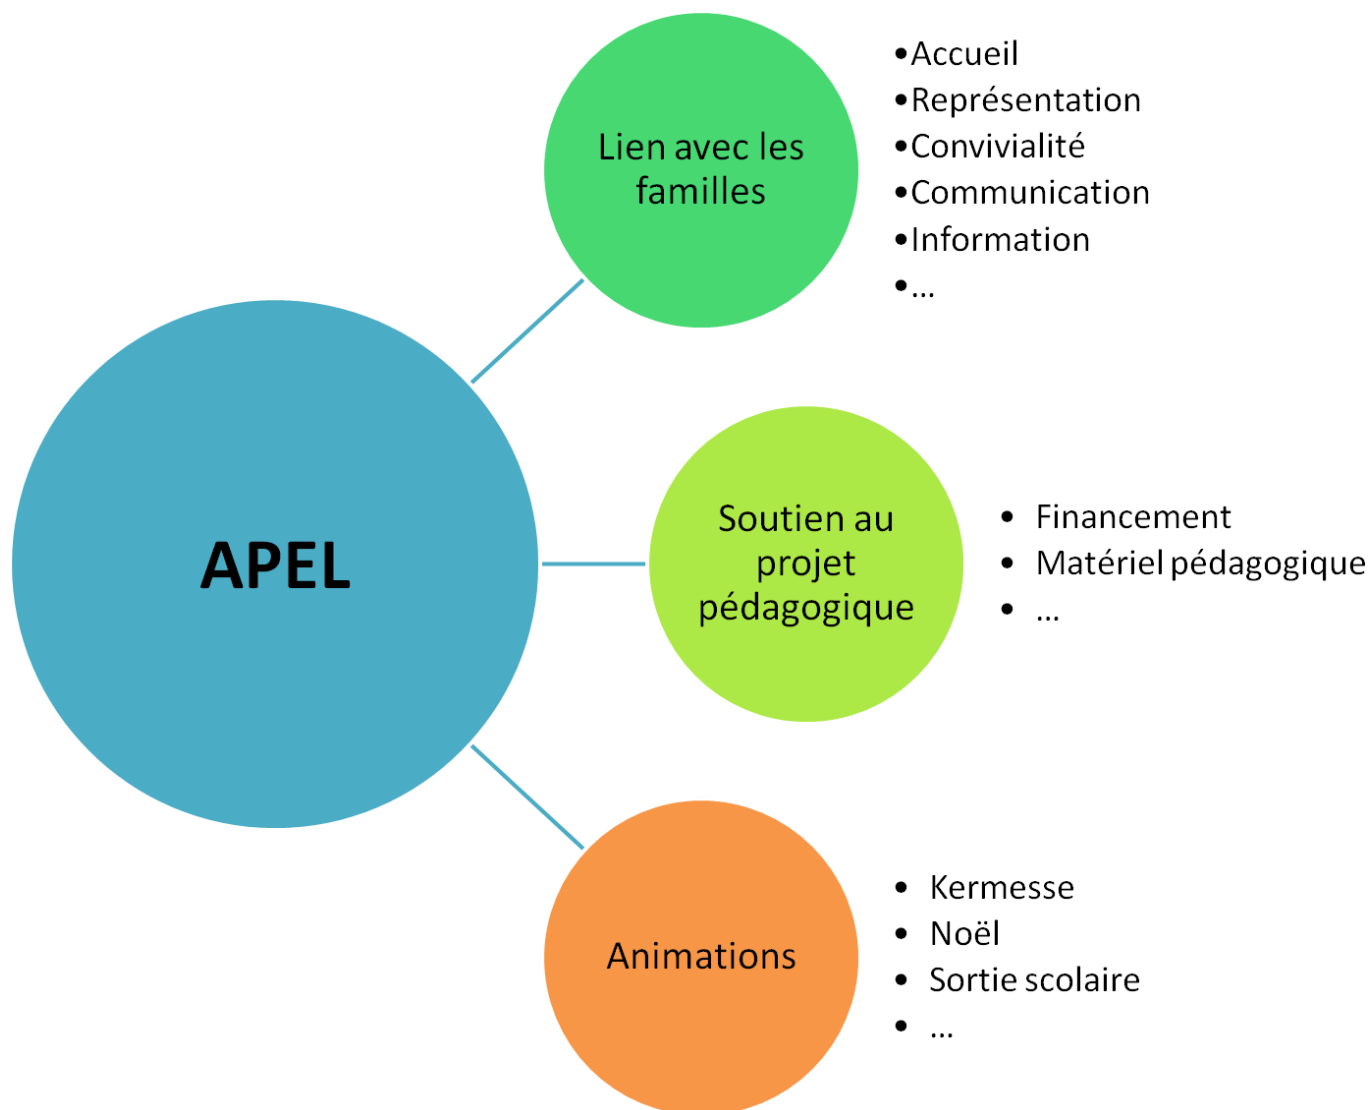 APEL
Lien avec les
familles
•Accueil
•Représentation
•Convivialité
•Communication
•Information
•...
Soutien au
projet
pédagogique
• Financement
• Matériel pédagogique
• ...
Animations
• Kermesse
• Noël
• Sortie scolaire
• ...